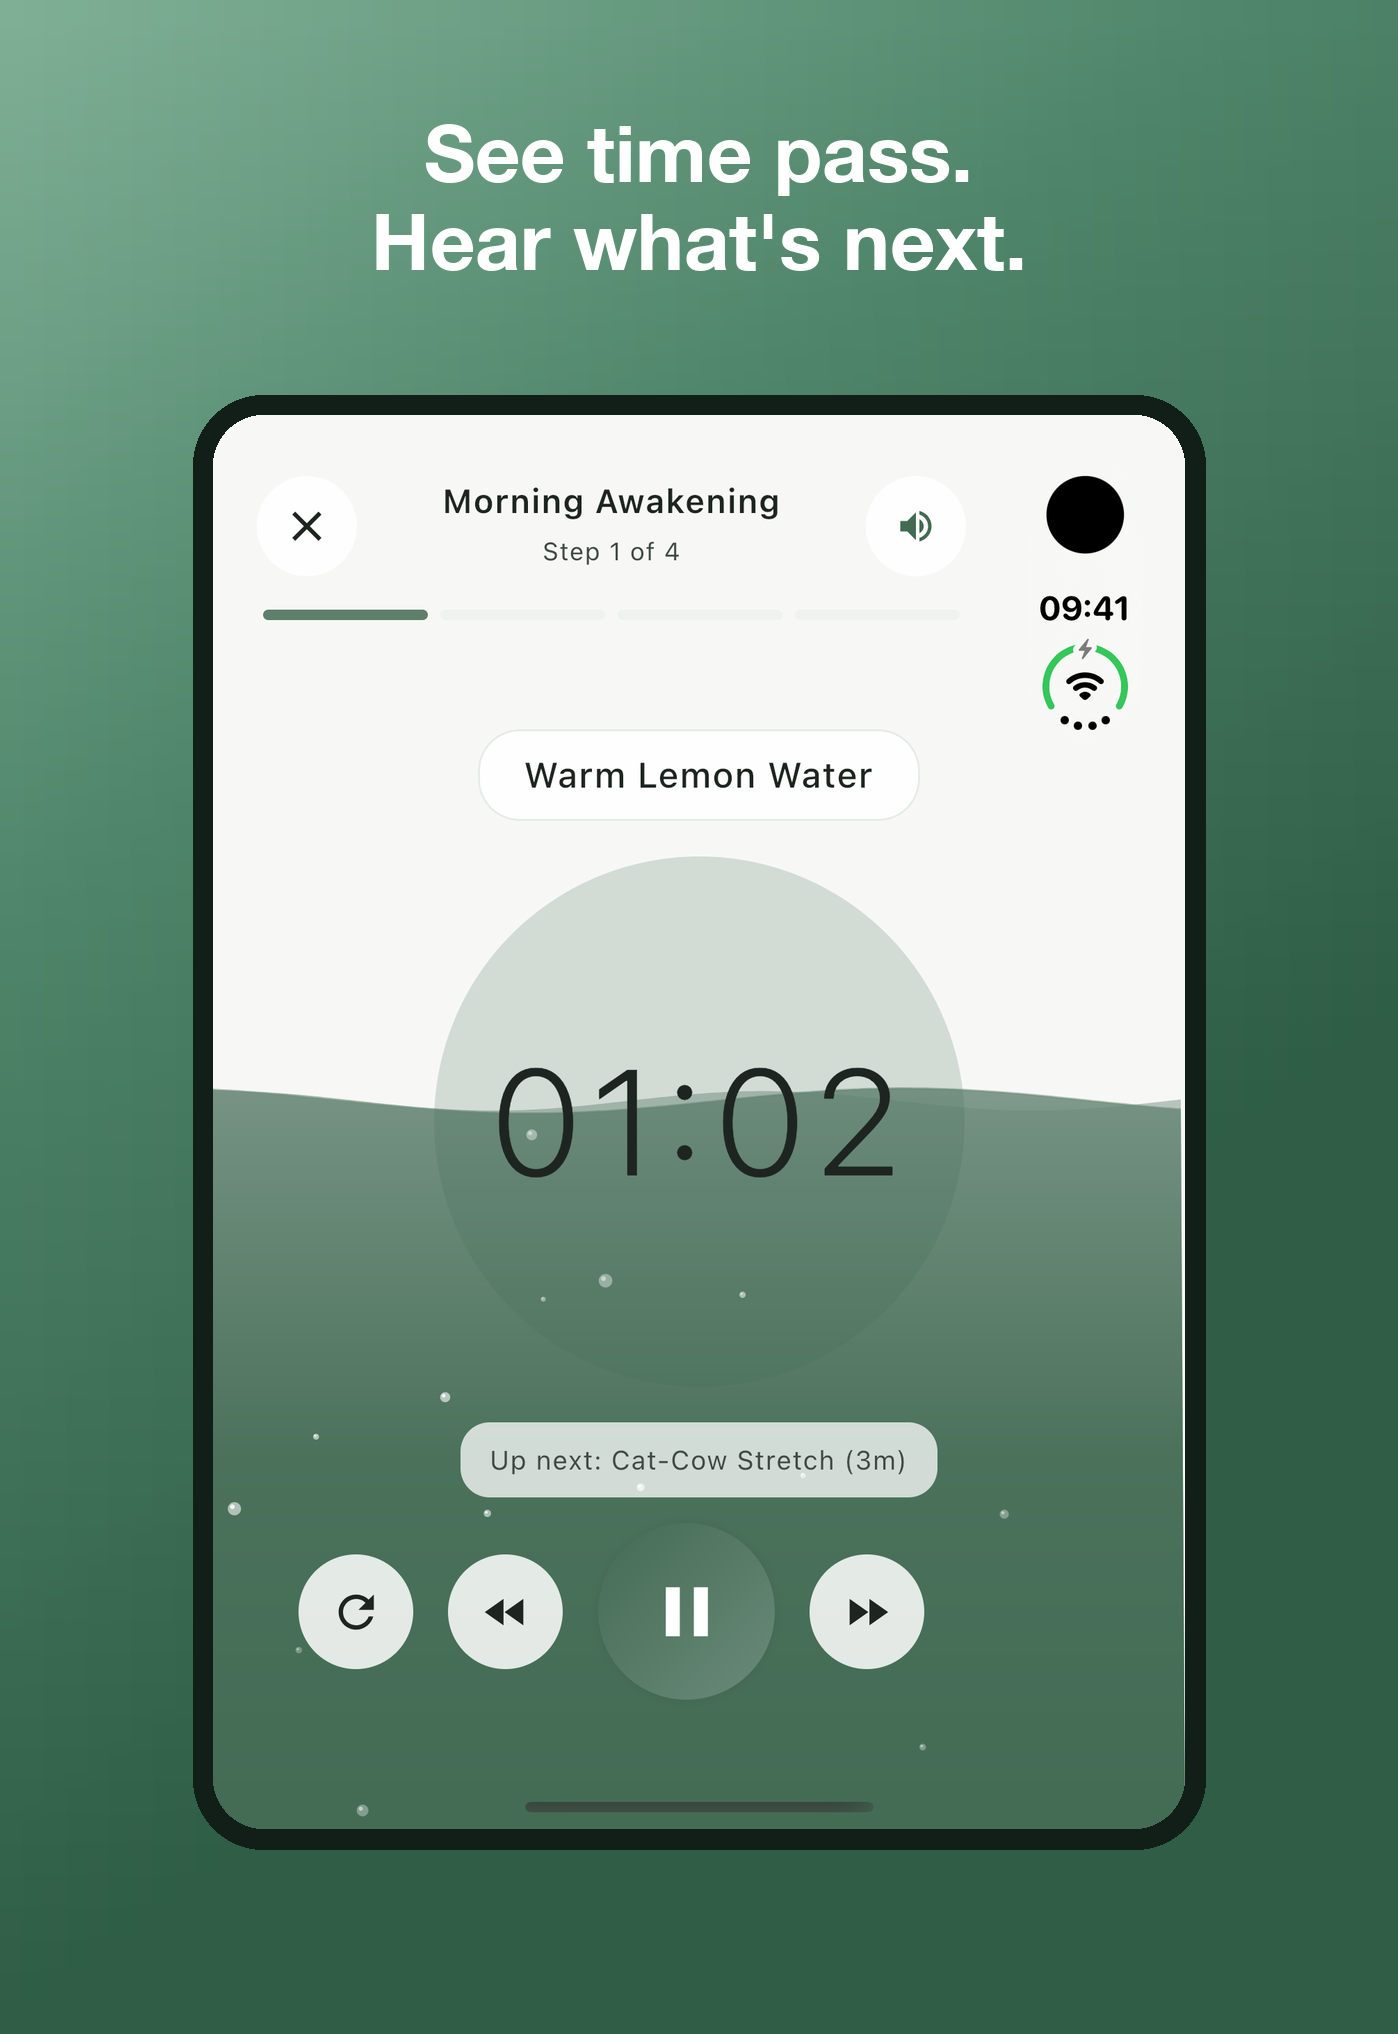 See time pass.
Hear what's next.
Morning Awakening
Step 1 of 4
09:41
Warm Lemon Water
01:02
Up next: Cat-Cow Stretch (3m)